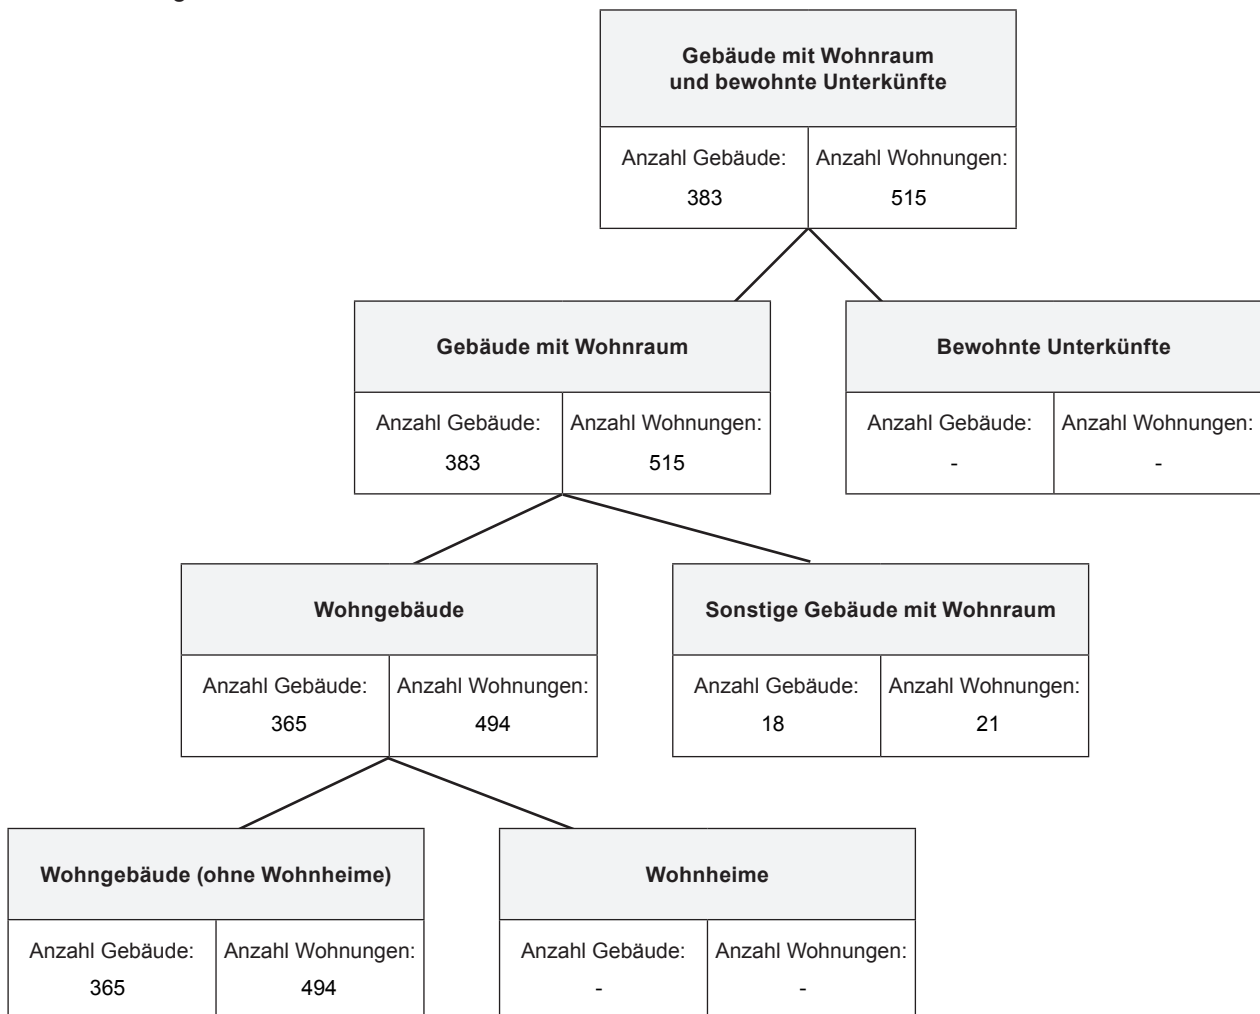 Gebäude mit Wohnraum
und bewohnte Unterkünfte
Anzahl Gebäude: Anzahl Wohnungen:
383 515
Gebäude mit Wohnraum
Anzahl Gebäude: Anzahl Wohnungen:
383 515
Bewohnte Unterkünfte
Anzahl Gebäude: Anzahl Wohnungen:
- -
Wohngebäude
Anzahl Gebäude: Anzahl Wohnungen:
365 494
Sonstige Gebäude mit Wohnraum
Anzahl Gebäude: Anzahl Wohnungen:
18 21
Wohngebäude (ohne Wohnheime)
Anzahl Gebäude: Anzahl Wohnungen:
365 494
Wohnheime
Anzahl Gebäude: Anzahl Wohnungen:
- -